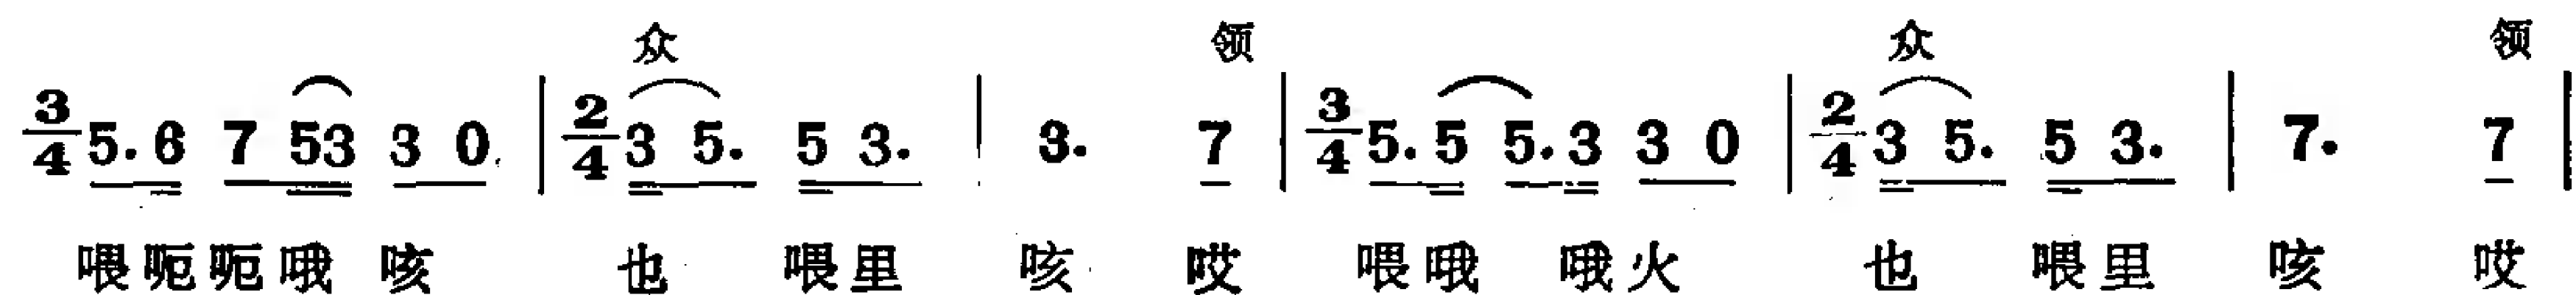 众 领 众 领
3/4 5. 6 7 53 3 0 | 2/4 3 5. 5 3. | 3. 7 | 3/4 5. 5 5. 3 3 0 | 2/4 3 5. 5 3. | 7. 7 |
喂呃呃哦 咳 也 喂里 咳 哎 喂哦 哦火 也 喂里 咳 哎